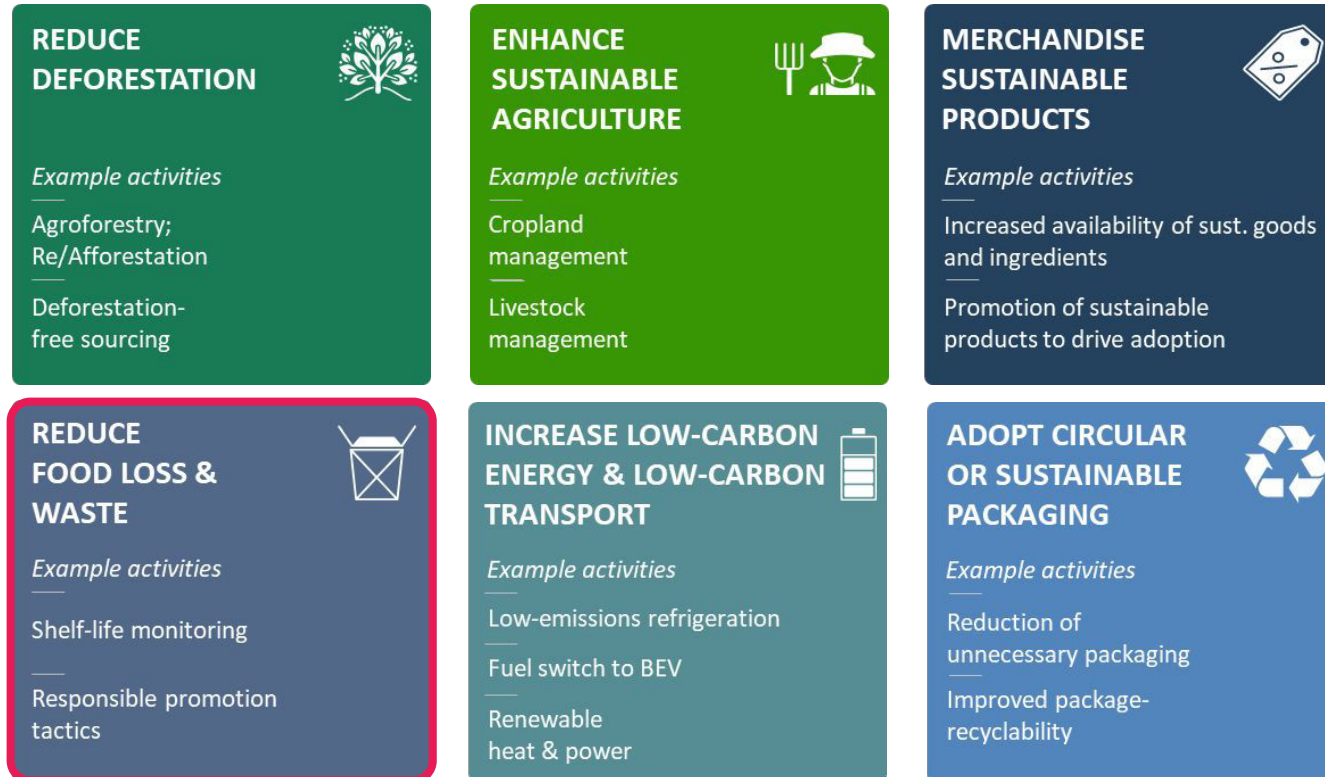 REDUCE
DEFORESTATION
Example activities
Agroforestry;
Re/Afforestation
Deforestation-
free sourcing
ENHANCE
SUSTAINABLE
AGRICULTURE
Example activities
Cropland
management
Livestock
management
MERCHANDISE
SUSTAINABLE
PRODUCTS
Example activities
Increased availability of sust. goods
and ingredients
Promotion of sustainable
products to drive adoption
REDUCE
FOOD LOSS &
WASTE
Example activities
Shelf-life monitoring
Responsible promotion
tactics
INCREASE LOW-CARBON
ENERGY & LOW-CARBON
TRANSPORT
Example activities
Low-emissions refrigeration
Fuel switch to BEV
Renewable
heat & power
ADOPT CIRCULAR
OR SUSTAINABLE
PACKAGING
Example activities
Reduction of
unnecessary packaging
Improved package-
recyclability